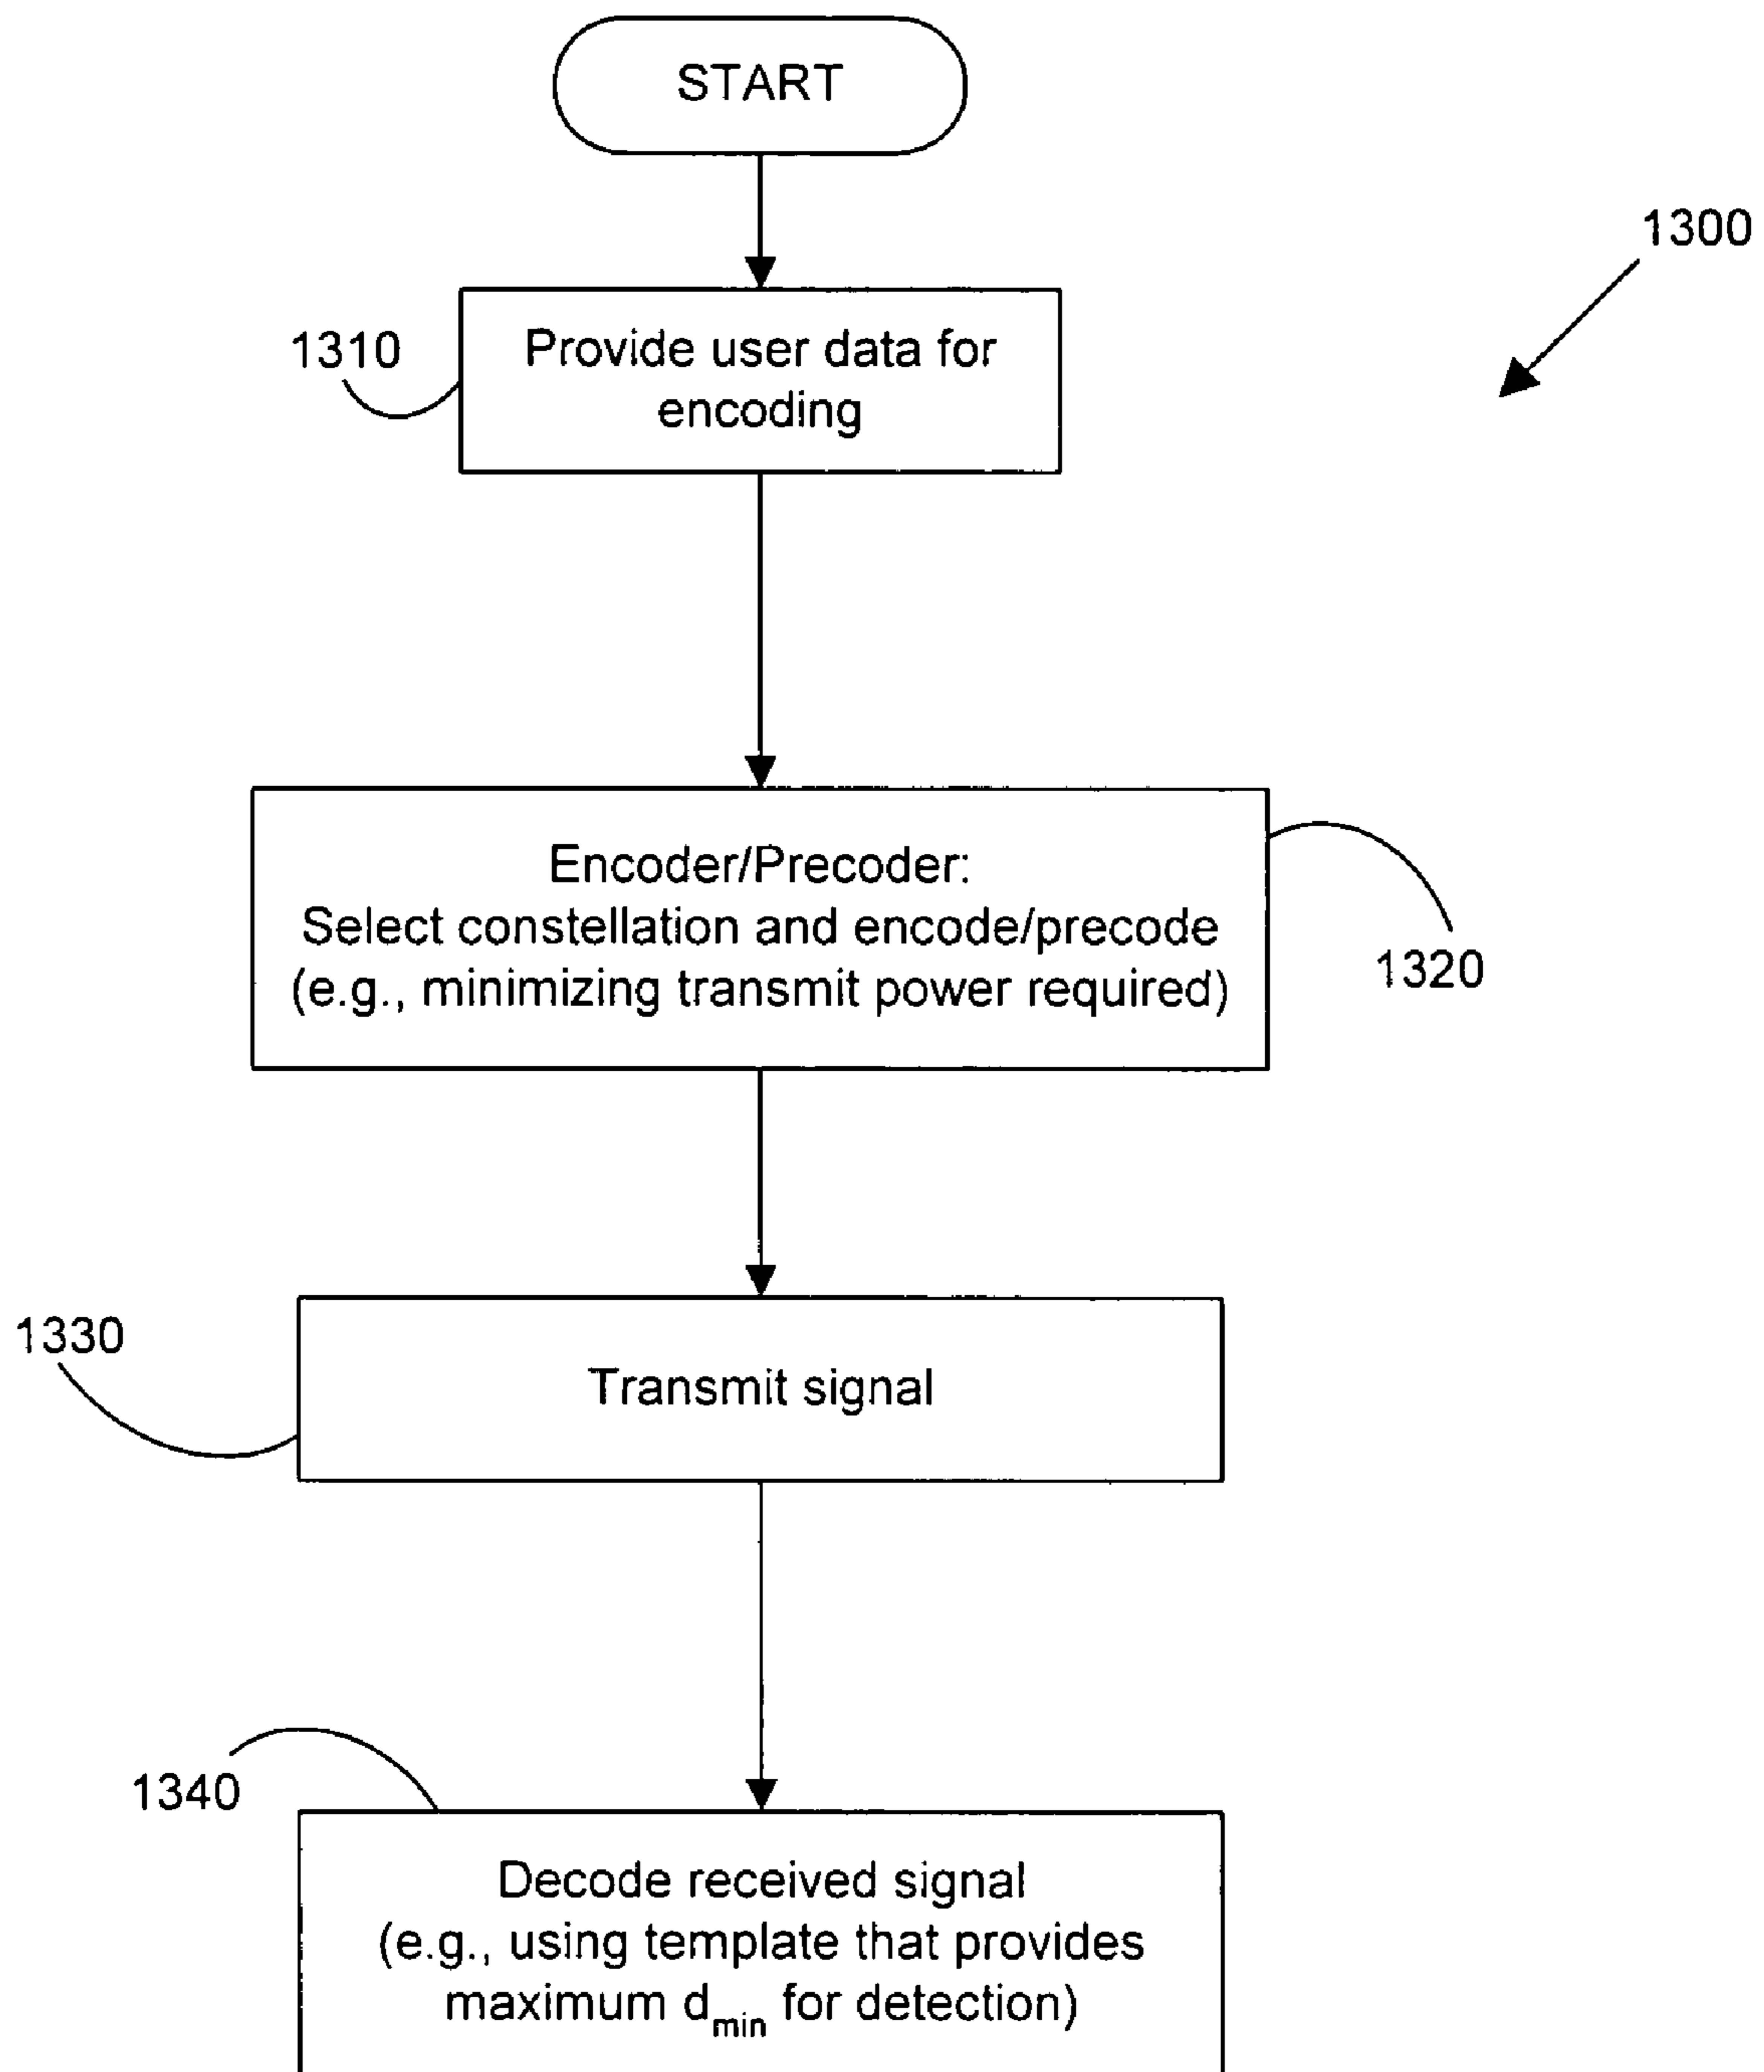 START
1300
1310
Provide user data for
encoding
Encoder/Precoder:
Select constellation and encode/precode
(e.g., minimizing transmit power required)
1320
1330
Transmit signal
1340
Decode received signal
(e.g., using template that provides
maximum dmin for detection)